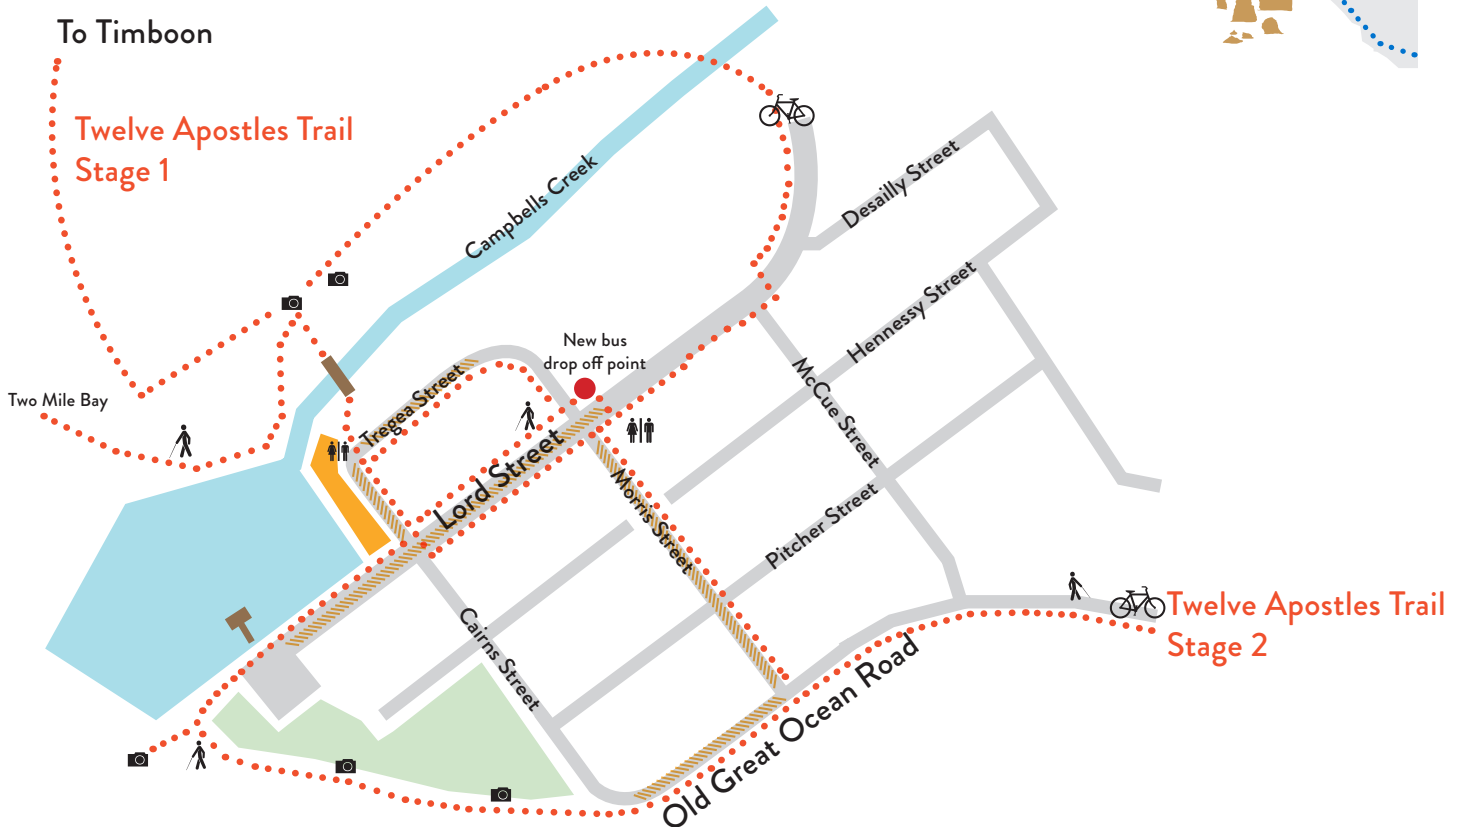 To Timboon
Twelve Apostles Trail
Stage 1
Campbells Creek
Desailly Street
Hennessy Street
New bus
drop off point
McCue Street
Tregea Street
Two Mile Bay
Lord Street
Morris Street
Pitcher Street
Cairns Street
Twelve Apostles Trail
Stage 2
Old Great Ocean Road